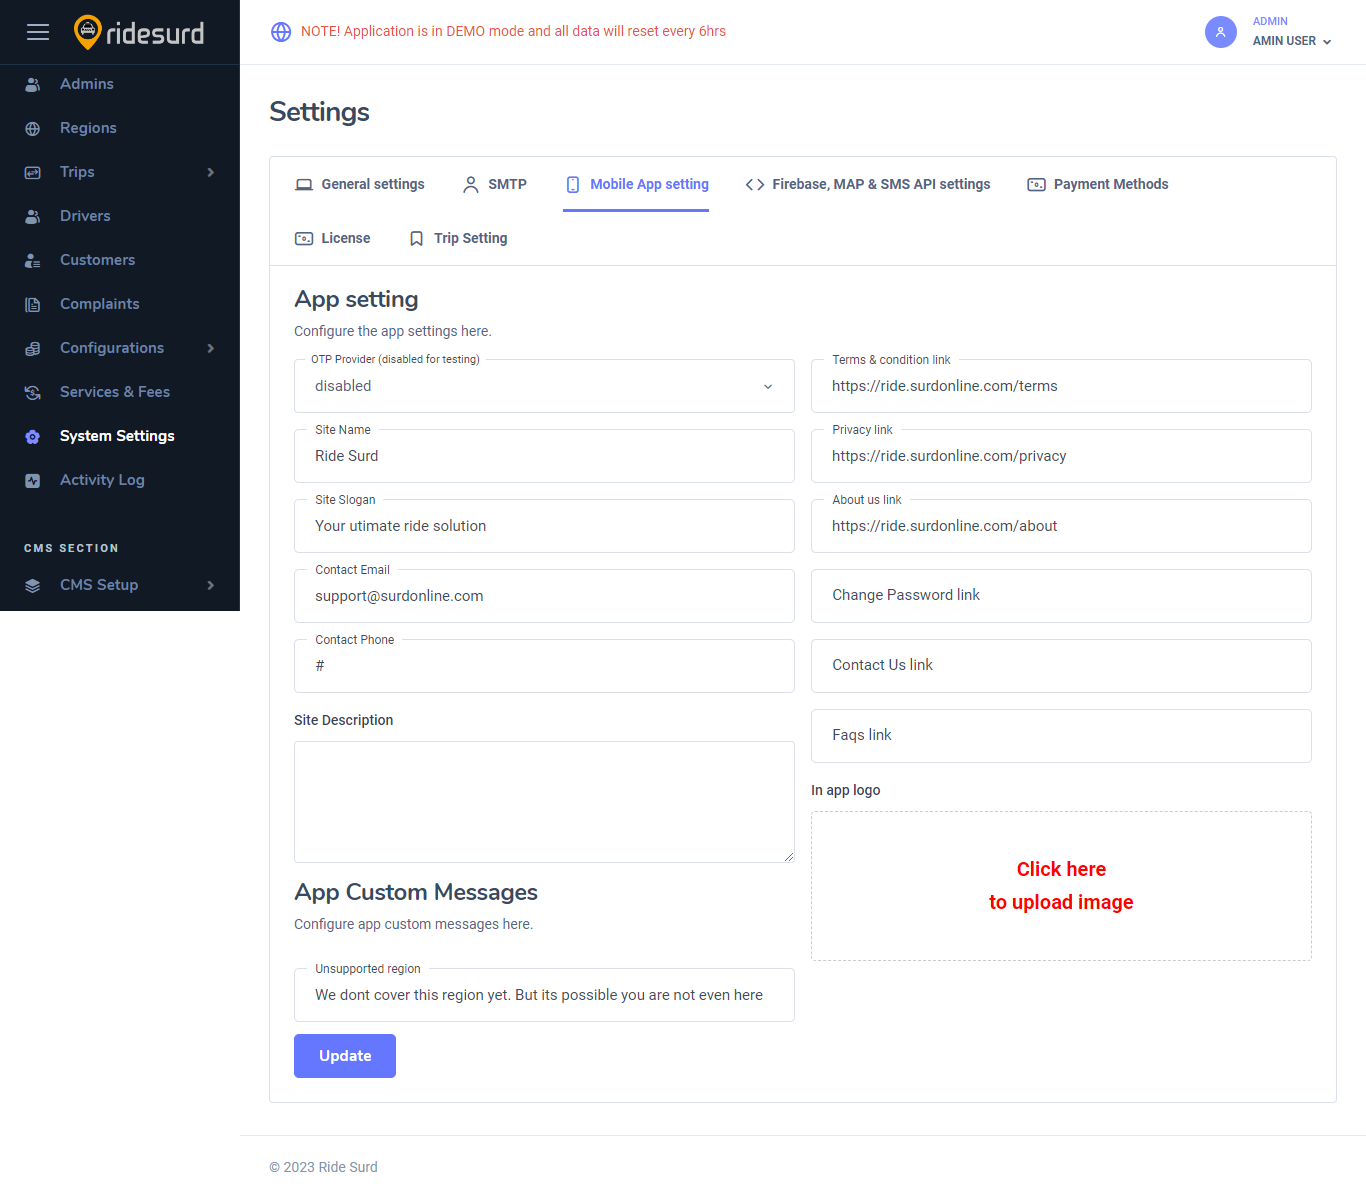 ridesurd
NOTE! Application is in DEMO mode and all data will reset every 6hrs
ADMIN
AMIN USER
Admins
Regions
Trips
Drivers
Customers
Complaints
Configurations
Services & Fees
System Settings
Activity Log
CMS SECTION
CMS Setup
Settings
General settings
SMTP
Mobile App setting
Firebase, MAP & SMS API settings
Payment Methods
License
Trip Setting
App setting
Configure the app settings here.
OTP Provider (disabled for testing)
disabled
Site Name
Ride Surd
Site Slogan
Your utimate ride solution
Contact Email
support@surdonline.com
Contact Phone
#
Site Description
App Custom Messages
Configure app custom messages here.
Unsupported region
We dont cover this region yet. But its possible you are not even here
Update
Terms & condition link
https://ride.surdonline.com/terms
Privacy link
https://ride.surdonline.com/privacy
About us link
https://ride.surdonline.com/about
Change Password link
Contact Us link
Faqs link
In app logo
Click here
to upload image
© 2023 Ride Surd